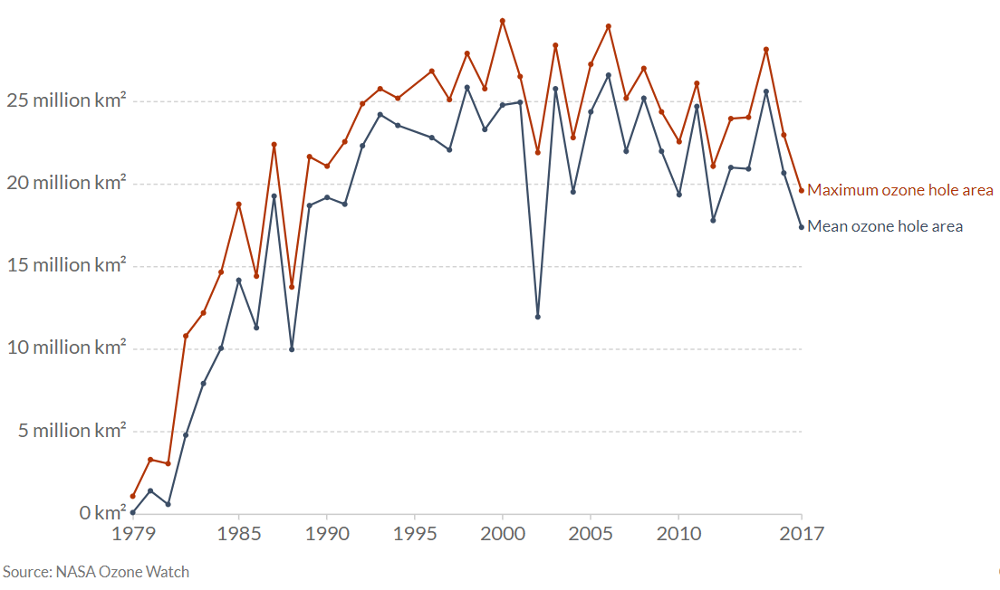 25 million km²
20 million km²
15 million km²
10 million km²
5 million km²
0 km²
Maximum ozone hole area
Mean ozone hole area
1979 1985 1990 1995 2000 2005 2010 2017
Source: NASA Ozone Watch